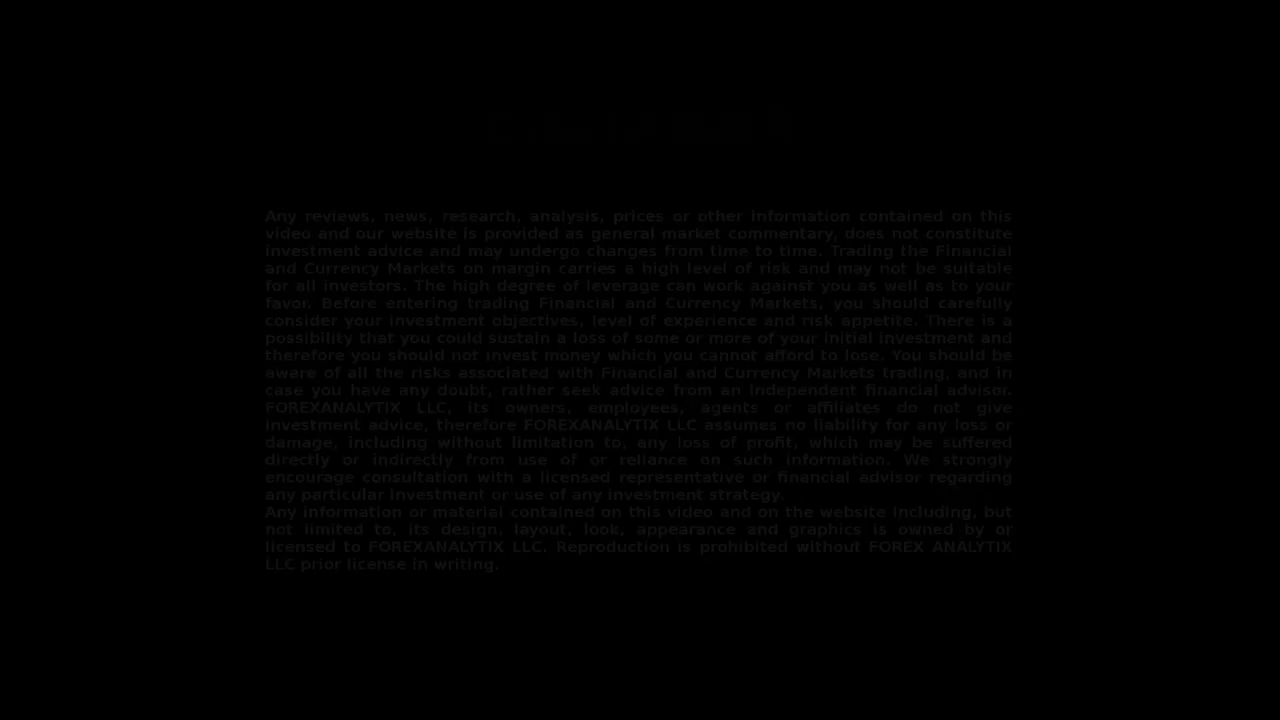 Any reviews, news, research, analysis, prices or other information contained on this
video and our website is provided as general market commentary, does not constitute
investment advice and may undergo changes from time to time. Trading the Financial
and Currency Markets on margin carries a high level of risk and may not be suitable
for all investors. The high degree of leverage can work against you as well as to your
favor. Before entering trading Financial and Currency Markets, you should carefully
consider your investment objectives, level of experience and risk appetite. There is a
possibility that you could sustain a loss of some or more of your initial investment and
therefore you should not invest money which you cannot afford to lose. You should be
aware of all the risks associated with Financial and Currency Markets trading, and in
case you have any doubt, rather seek advice from an independent financial advisor.
FOREXANALYTIX LLC, its owners, employees, agents or affiliates do not give
investment advice, therefore FOREXANALYTIX LLC assumes no liability for any loss or
damage, including without limitation to, any loss of profit, which may be suffered
directly or indirectly from use of or reliance on such information. We strongly
encourage consultation with a licensed representative or financial advisor regarding
any particular investment or use of any investment strategy.
Any information or material contained on this video and on the website including, but
not limited to, its design, layout, look, appearance and graphics is owned by or
licensed to FOREXANALYTIX LLC. Reproduction is prohibited without FOREX ANALYTIX
LLC prior license in writing.